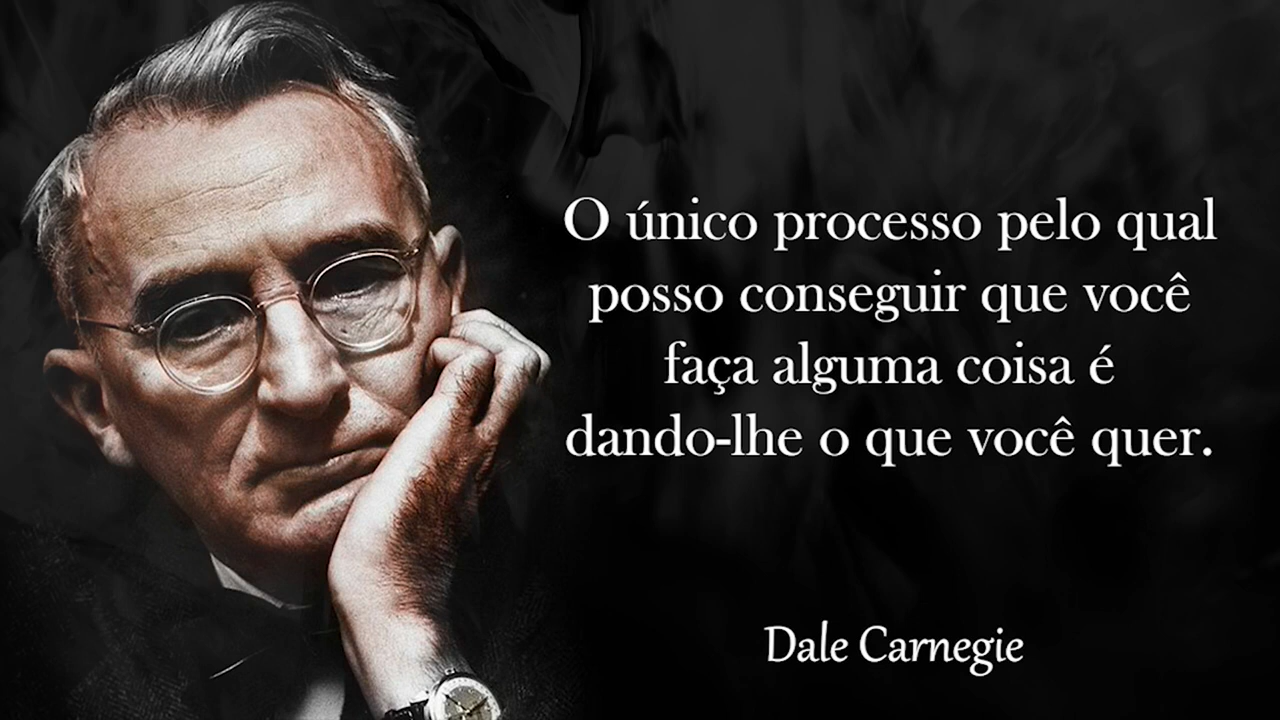 O único processo pelo qual
posso conseguir que você
faça alguma coisa é
dando-lhe o que você quer.
Dale Carnegie